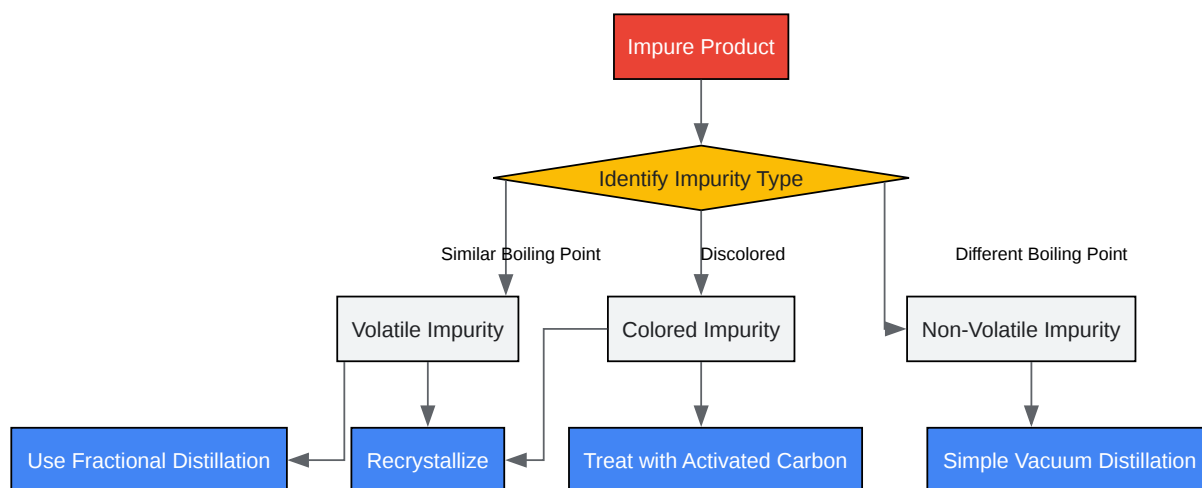 Impure Product
Identify Impurity Type
Similar Boiling Point
Discolored
Different Boiling Point
Volatile Impurity
Colored Impurity
Non-Volatile Impurity
Use Fractional Distillation
Recrystallize
Treat with Activated Carbon
Simple Vacuum Distillation